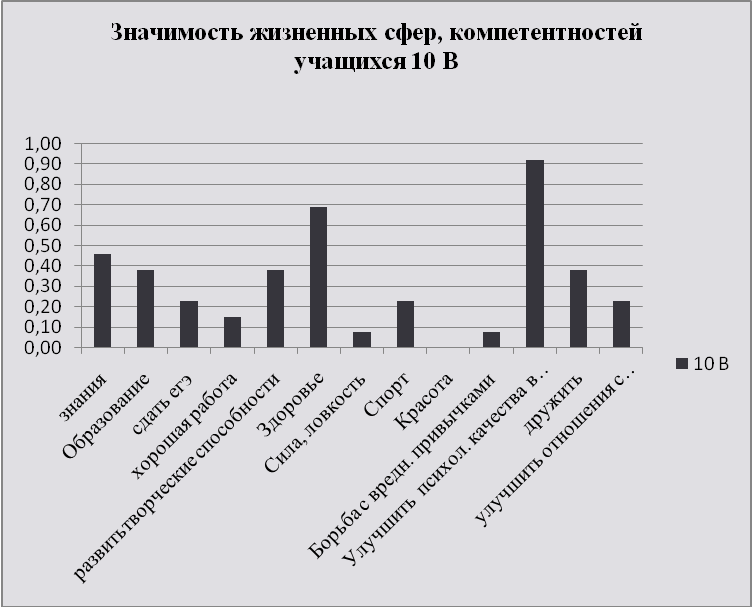 Значимость жизненных сфер, компетентностей
учащихся 10 В
1,00
0,90
0,80
0,70
0,60
0,50
0,40
0,30
0,20
0,10
0,00
знания
Образование
сдать егэ
хорошая работа
развитьтворческие способности
Здоровье
Сила, ловкость
Спорт
Красота
Борьба с вредн. привычками
Улучшить психол. качества в..
дружить
улучшить отношения с..
10 В